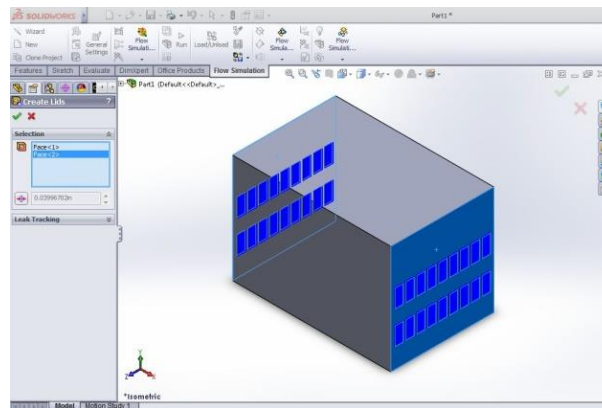 SOLIDWORKS
Part1 *
Wizard
New
Clone Project
General Settings
Flow Simulati...
Run
Load/Unload
Flow Simula...
Flow Simulati...
Features Sketch Evaluate DimXpert Office Products Flow Simulation
Part1 (Default<<Default>_...
Create Lids ?
Selection
Face<1>
Face<2>
0.03996702in
Leak Tracking
*Isometric
Model Motion Study 1